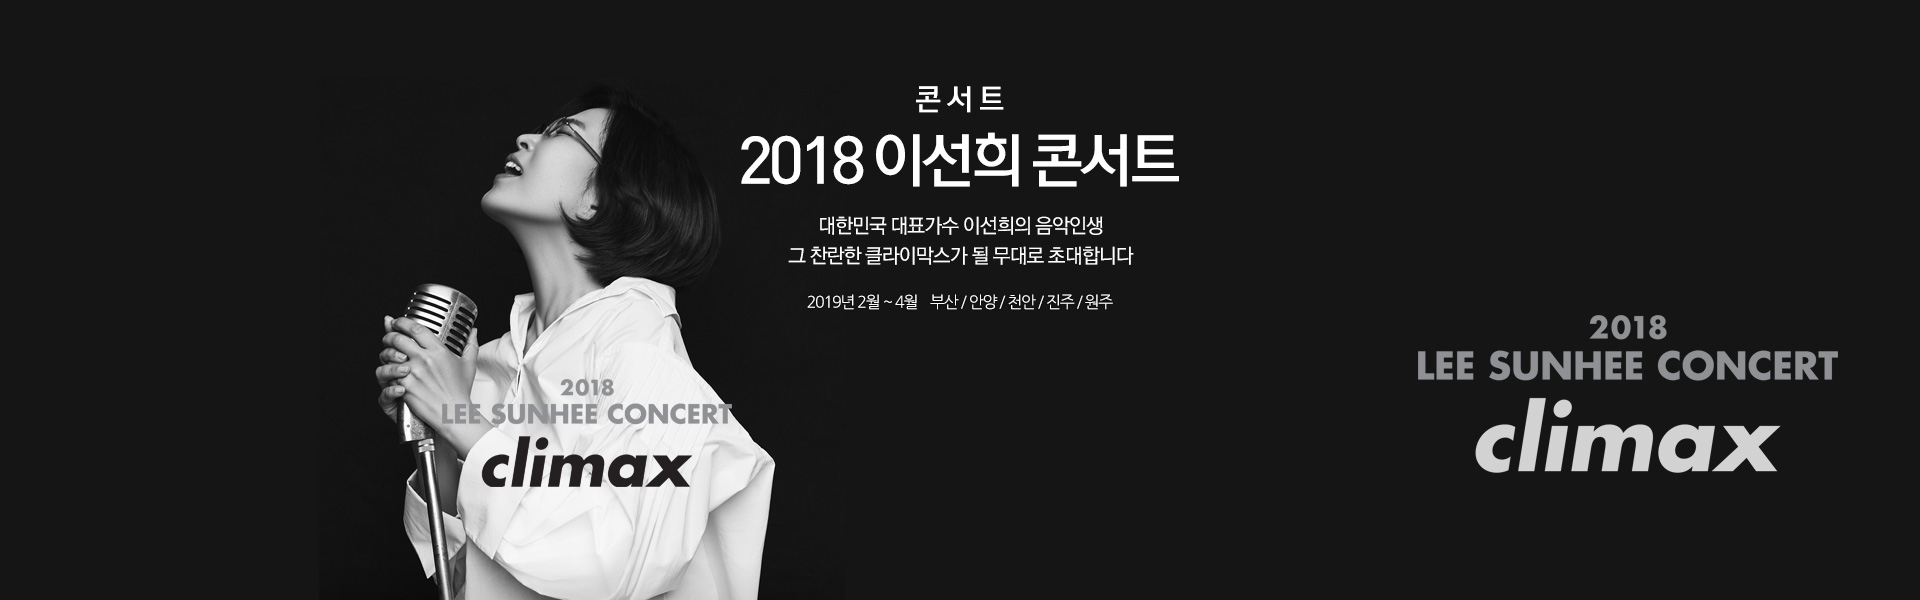 콘서트
2018 이선희 콘서트
대한민국 대표가수 이선희의 음악인생
그 찬란한 클라이막스가 될 무대로 초대합니다
2019년 2월 ~ 4월 부산 / 안양 / 천안 / 진주 / 원주
2018
LEE SUNHEE CONCERT
climax
2018
LEE SUNHEE CONCERT
climax